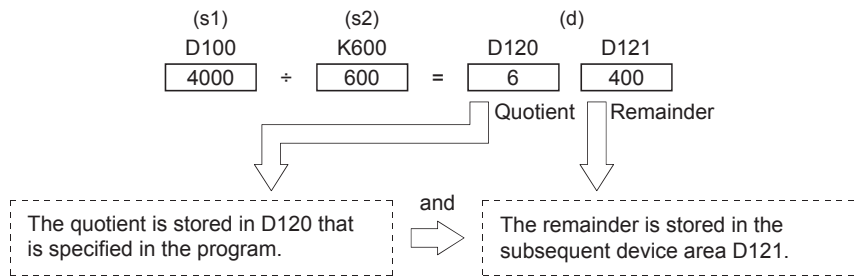 (s1) (s2) (d)
D100 K600 D120 D121
4000 ÷ 600 = 6 400
Quotient Remainder
and
The quotient is stored in D120 that
is specified in the program.
The remainder is stored in the
subsequent device area D121.